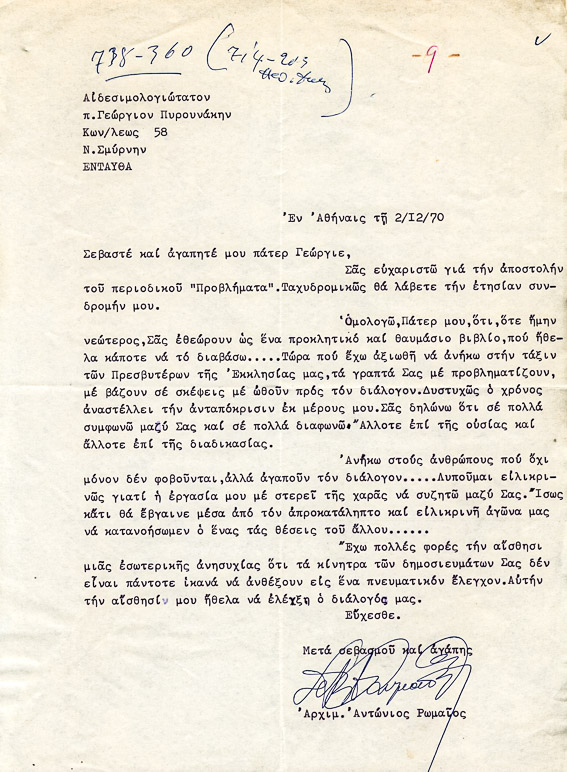 738-360
714-203
- 9 -
Αἰδεσιμολογιώτατον
π.Γεώργιον Πυρουνάκην
Κων/λεως 58
Ν.Σμύρνην
ΕΝΤΑΥΘΑ
Ἐν Ἀθήναις τῇ 2/I2/70
Σεβαστέ καί ἀγαπητέ μου πάτερ Γεώργιε,
Σᾶς εὐχαριστῶ γιά τήν ἀποστολήν
τοῦ περιοδικοῦ "Προβλήματα".Ταχυδρομικῶς θά λάβετε τήν ἐτησίαν συν-
δρομήν μου.
Ὁμολογῶ,Πάτερ μου,ὅτι,ὅτε ἤμην
νεώτερος,Σᾶς ἐθεώρουν ὡς ἕνα προκλητικό καί θαυμάσιο βιβλίο,πού ἤθε-
λα κάποτε νά τό διαβάσω.....Τώρα πού ἔχω ἀξιωθῆ νά ἀνήκω στήν τάξιν
τῶν Πρεσβυτέρων τῆς Ἐκκλησίας μας,τά γραπτά Σας μέ προβληματίζουν,
μέ βάζουν σέ σκέψεις μέ ὠθοῦν πρός τόν διάλογον.Δυστυχῶς ὁ χρόνος
ἀναστέλλει τήν ἀνταπόκρισιν ἐκ μέρους μου.Σᾶς δηλώνω ὅτι σέ πολλά
συμφωνῶ μαζύ Σας καί σέ πολλά διαφωνῶ.Ἄλλοτε ἐπί τῆς οὐσίας καί
ἄλλοτε ἐπί τῆς διαδικασίας.
Ἀνήκω στούς ἀνθρώπους πού ὄχι
μόνον δέν φοβοῦνται,ἀλλά ἀγαποῦν τόν διάλογον.....Λυποῦμαι εἰλικρι-
νῶς γιατί ἡ ἐργασία μου μέ στερεῖ τῆς χαρᾶς νά συζητῶ μαζύ Σας.Ἴσως
κάτι θά ἔβγαινε μέσα ἀπό τόν ἀπροκατάληπτο καί εἰλικρινῆ ἀγῶνα μας
νά κατανοήσωμεν ὁ ἕνας τάς θέσεις τοῦ ἄλλου......
Ἔχω πολλές φορές τήν αἴσθησι
μιᾶς ἐσωτερικῆς ἀνησυχίας ὅτι τά κίνητρα τῶν δημοσιευμάτων Σας δέν
εἶναι πάντοτε ἱκανά νά ἀνθέξουν εἰς ἕνα πνευματικόν ἔλεγχον.Αὐτήν
τήν αἴσθησίν μου ἤθελα νά ἐλέγξῃ ὁ διάλογός μας.
Εὔχεσθε.
Μετά σεβασμοῦ καί ἀγάπης
Ἀρχιμ.Ἀντώνιος Ρωμαῖος